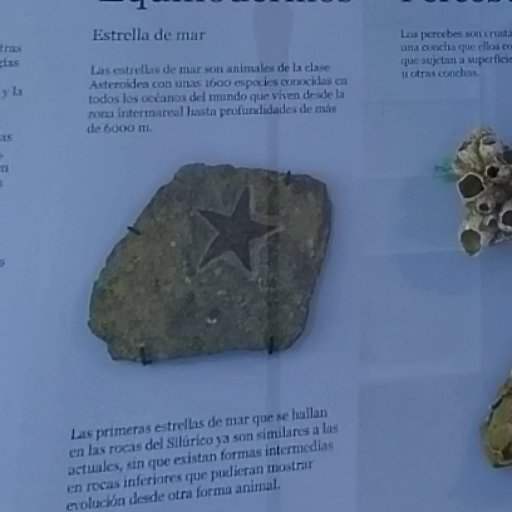 Equinodermos
Estrella de mar
Las estrellas de mar son animales de la clase
Asteroidea con unas 1600 especies conocidas en
todos los océanos del mundo que viven desde la
zona intermareal hasta profundidades de más
de 6000 m.
Las primeras estrellas de mar que se hallan
en las rocas del Silúrico ya son similares a las
actuales, sin que existan formas intermedias
en rocas inferiores que pudieran mostrar
evolución desde otra forma animal.
Los percebes son
una concha que ellos
que sujetan a
u otras conchas.
y la